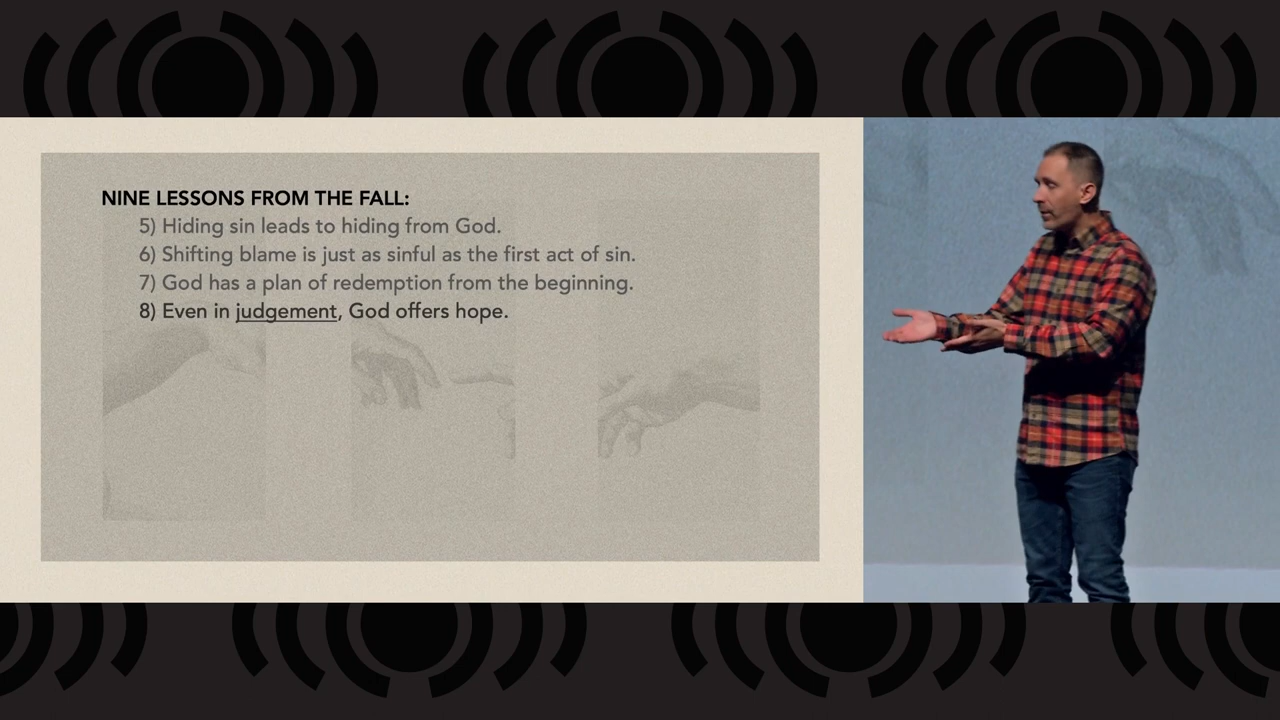 NINE LESSONS FROM THE FALL:
5) Hiding sin leads to hiding from God.
6) Shifting blame is just as sinful as the first act of sin.
7) God has a plan of redemption from the beginning.
8) Even in judgement, God offers hope.